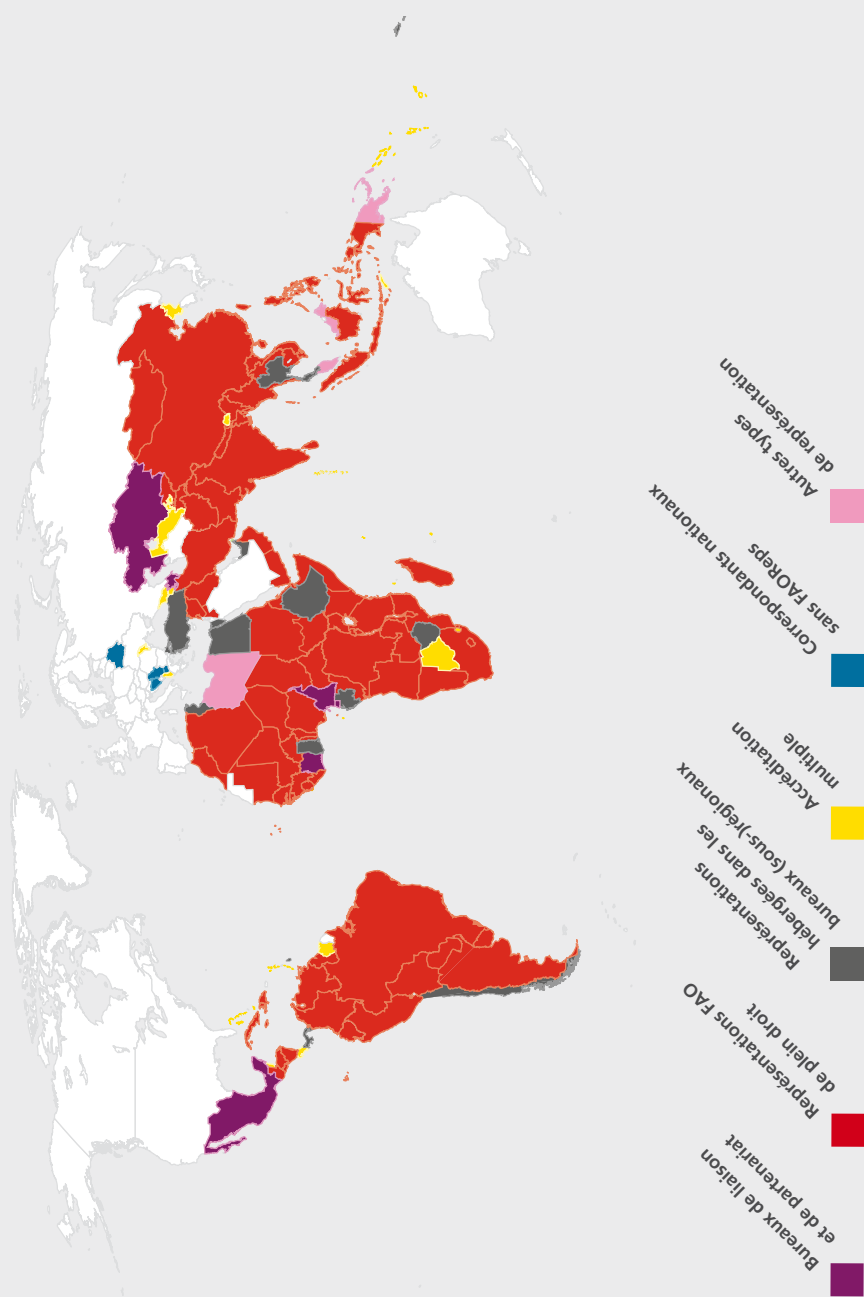 Bureaux de liaison
et de partenariat
Représentations FAO
de plein droit
Représentations
hébergées dans les
bureaux (sous-)régionaux
Accréditation
multiple
Correspondants nationaux
sans FAOReps
Autres types
de représentation